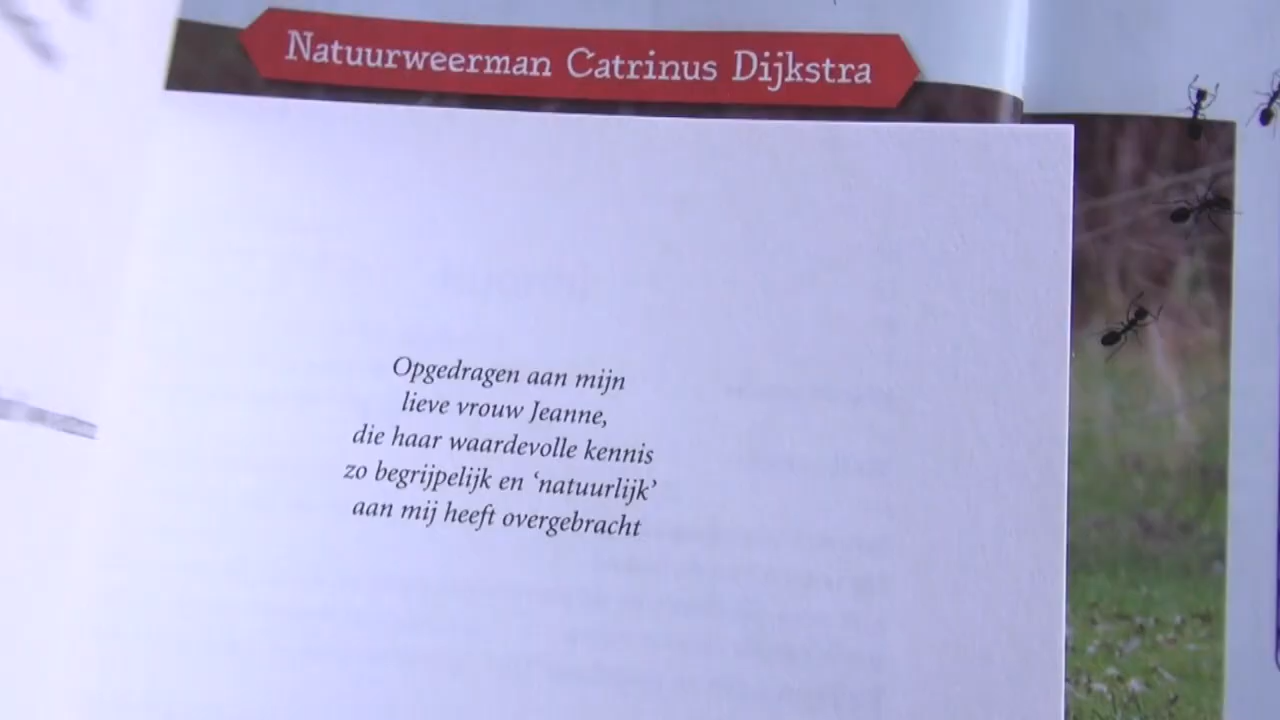 Natuurweerman Catrinus Dijkstra
Opgedragen aan mijn
lieve vrouw Jeanne,
die haar waardevolle kennis
zo begrijpelijk en ‘natuurlijk’
aan mij heeft overgebracht